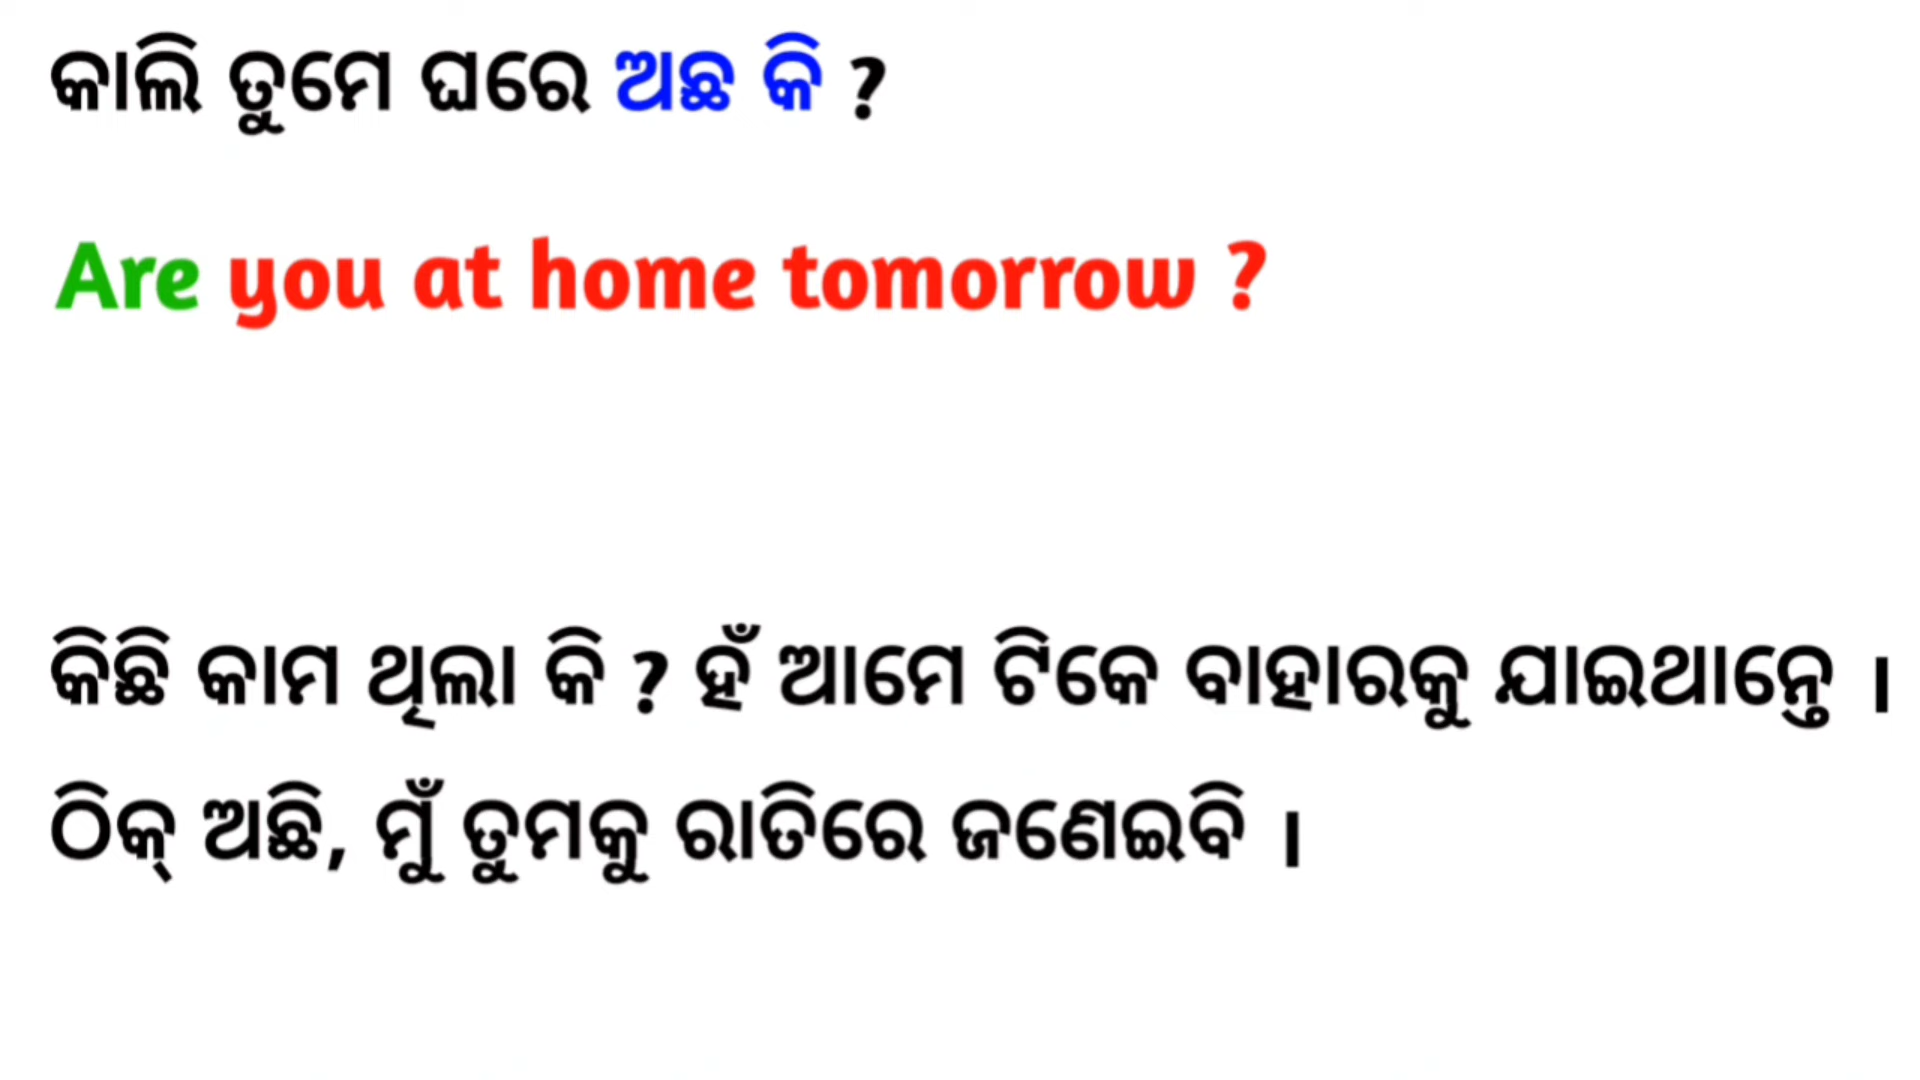 କାଲି ତୁମେ ଘରେ ଅଛ କି ?
Are you at home tomorrow ?
କିଛି କାମ ଥିଲା କି ? ହଁ ଆମେ ଟିକେ ବାହାରକୁ ଯାଇଥାନ୍ତେ ।
ଠିକ୍ ଅଛି, ମୁଁ ତୁମକୁ ରାତିରେ ଜଣେଇବି ।